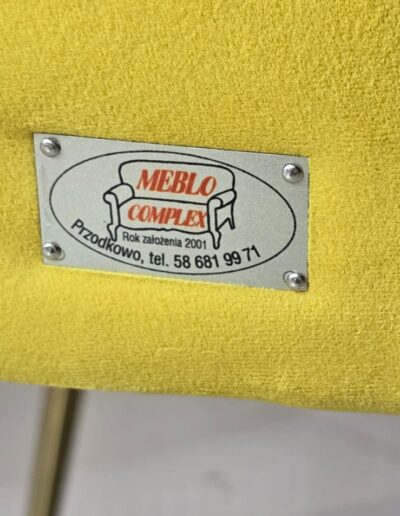 MEBLO
COMPLEX
Rok założenia 2001
Przodkowo, tel. 58 681 99 71